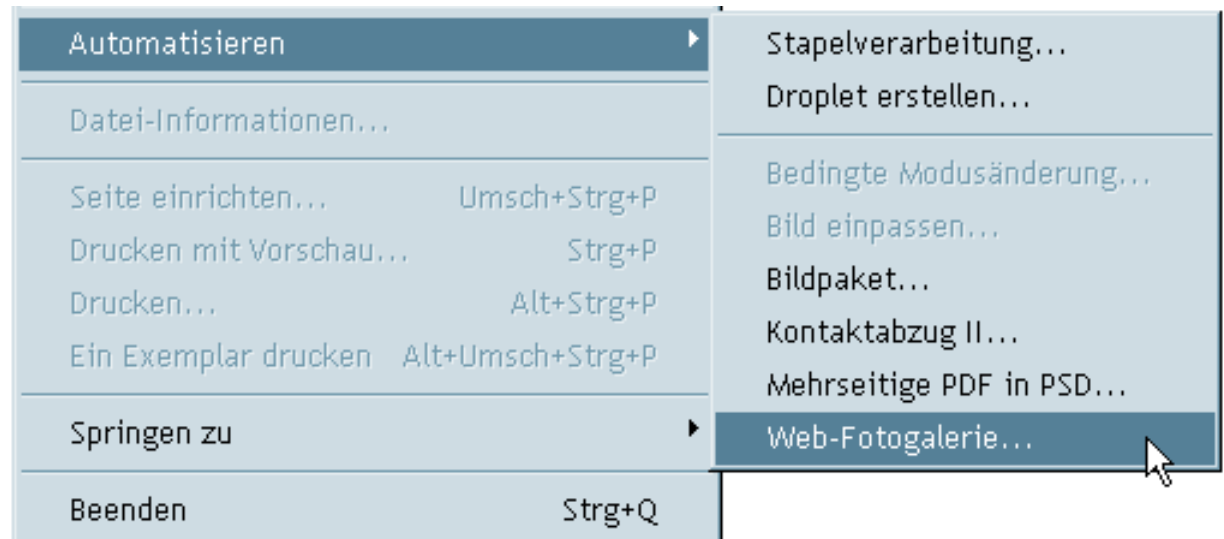 Automatisieren
Datei-Informationen...
Seite einrichten... Umsch+Strg+P
Drucken mit Vorschau... Strg+P
Drucken... Alt+Strg+P
Ein Exemplar drucken Alt+Umsch+Strg+P
Springen zu
Beenden Strg+Q
Stapelverarbeitung...
Droplet erstellen...
Bedingte Modusänderung...
Bild einpassen...
Bildpaket...
Kontaktabzug II...
Mehrseitige PDF in PSD...
Web-Fotogalerie...